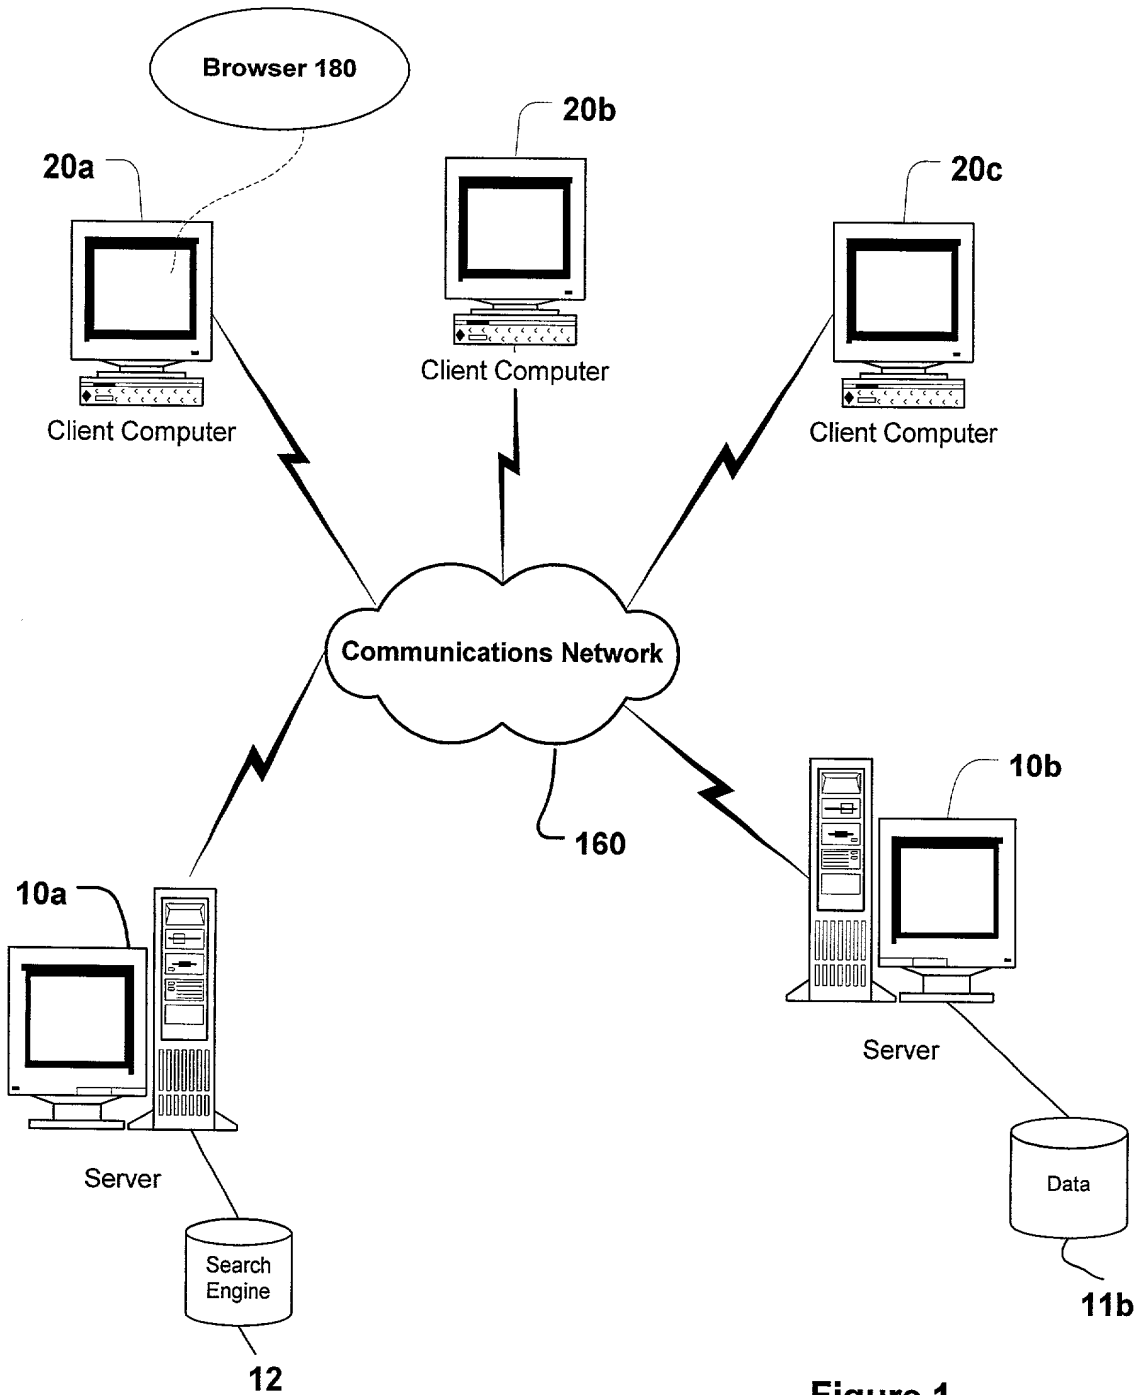 Browser 180
20b
20a
20c
Client Computer
Client Computer
Client Computer
Communications Network
10b
160
10a
Server
Server
Data
Search
Engine
11b
12
Figure 1